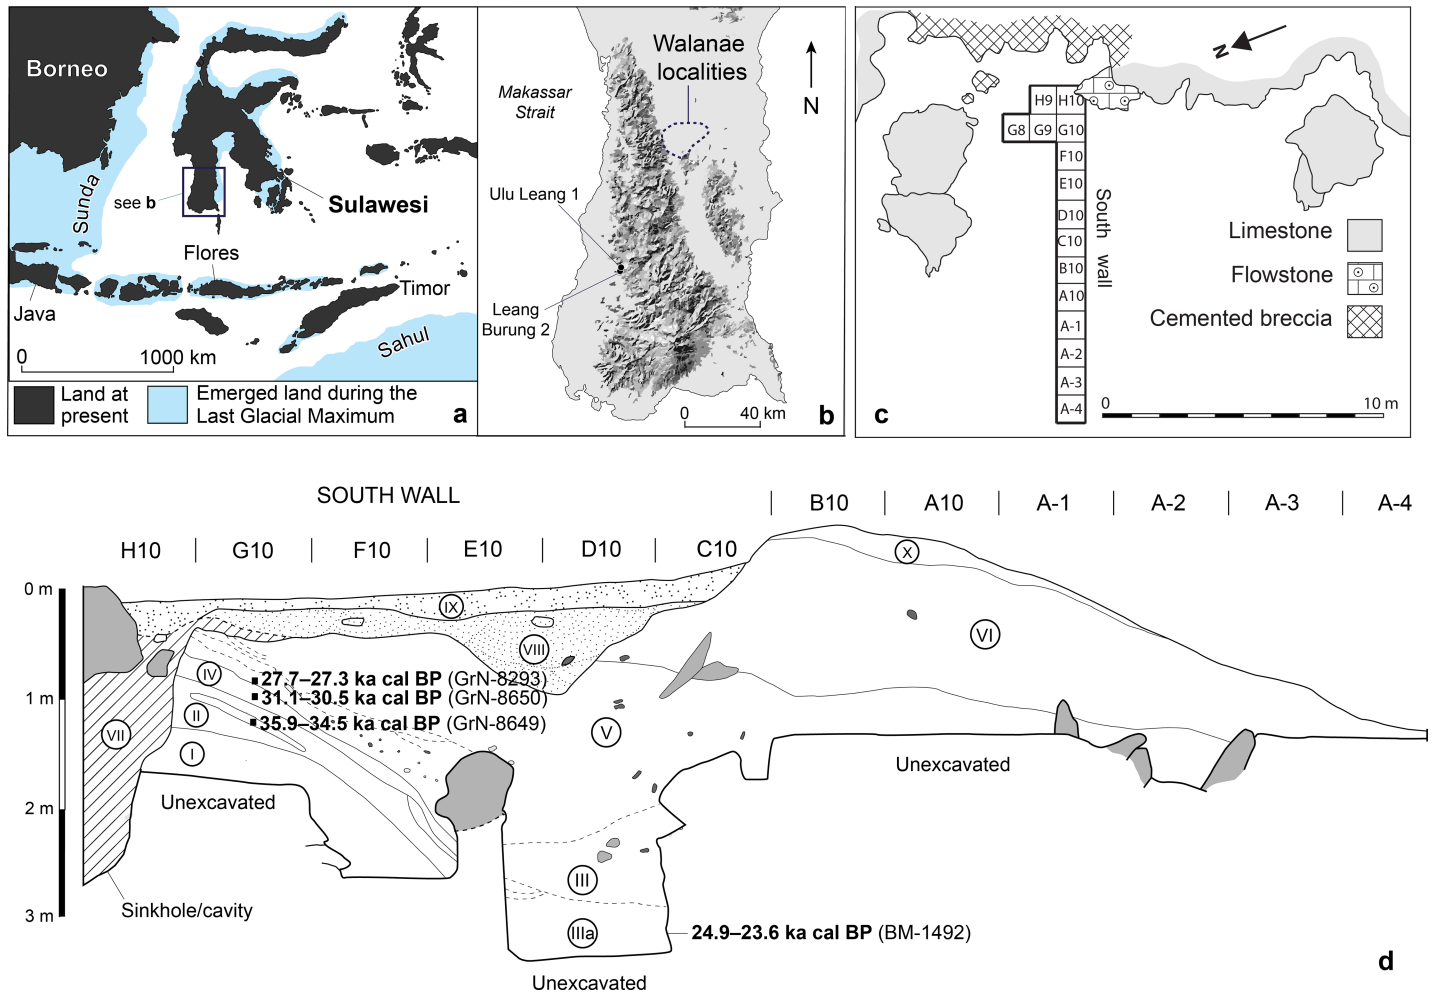 Borneo
Sunda
see b
Sulawesi
Flores
Java
Timor
Sahul
0
1000 km
Land at
present
Emerged land during the
Last Glacial Maximum
a
Walanae
localities
Makassar
Strait
N
Ulu Leang 1
Leang
Burung 2
0
40 km
b
N
H9
H10
G8
G9
G10
F10
E10
D10
C10
B10
A10
A-1
A-2
A-3
A-4
South wall
Limestone
Flowstone
Cemented breccia
0
10 m
c
SOUTH WALL
H10
G10
F10
E10
D10
C10
B10
A10
A-1
A-2
A-3
A-4
0 m
1 m
2 m
3 m
X
IX
VI
VIII
IV
27.7–27.3 ka cal BP (GrN-8293)
31.1–30.5 ka cal BP (GrN-8650)
II
35.9–34.5 ka cal BP (GrN-8649)
VII
V
I
Unexcavated
Unexcavated
III
Sinkhole/cavity
IIIa
24.9–23.6 ka cal BP (BM-1492)
Unexcavated
d